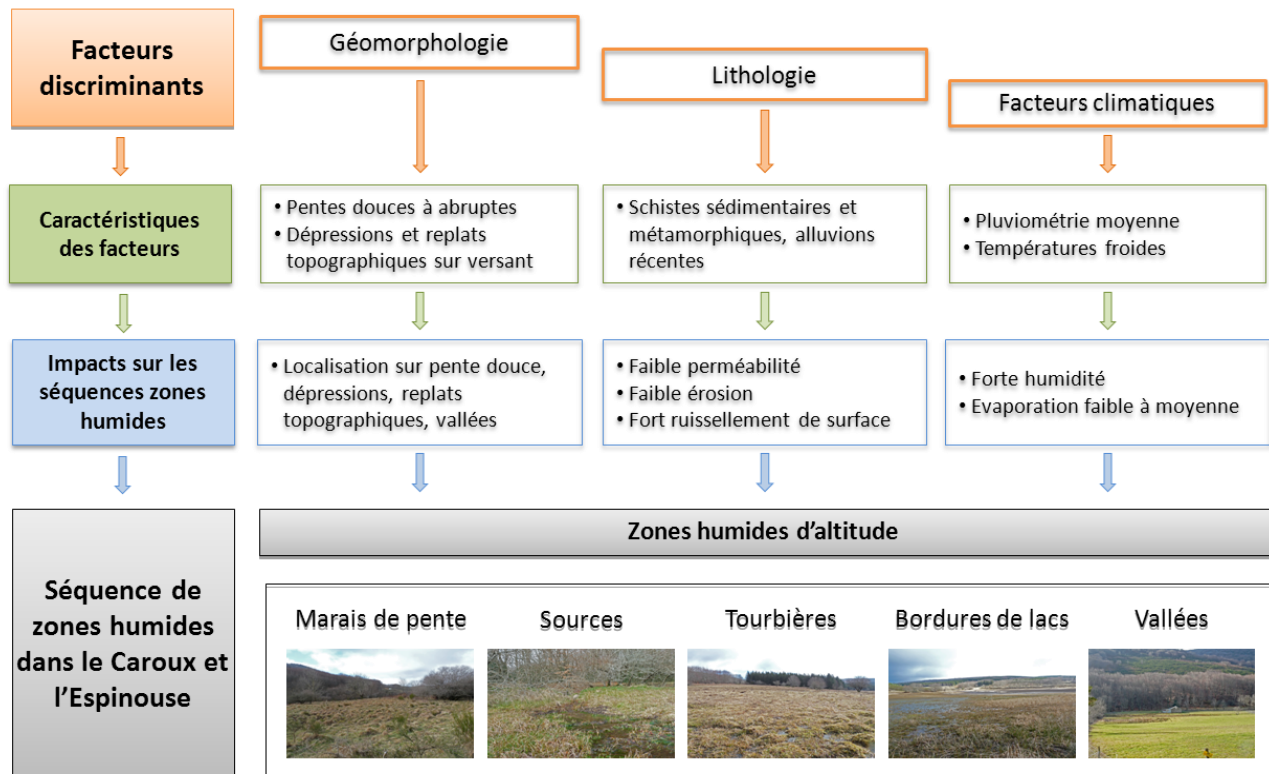 Facteurs
discriminants
Géomorphologie
Lithologie
Facteurs climatiques
Caractéristiques
des facteurs
• Pentes douces à abruptes
• Dépressions et replats
topographiques sur versant
• Schistes sédimentaires et
métamorphiques, alluvions
récentes
• Pluviométrie moyenne
• Températures froides
Impacts sur les
séquences zones
humides
• Localisation sur pente douce,
dépressions, replats
topographiques, vallées
• Faible perméabilité
• Faible érosion
• Fort ruissellement de surface
• Forte humidité
• Evaporation faible à moyenne
Séquence de
zones humides
dans le Caroux et
l’Espinouse
Zones humides d’altitude
Marais de pente
Sources
Tourbières
Bordures de lacs
Vallées